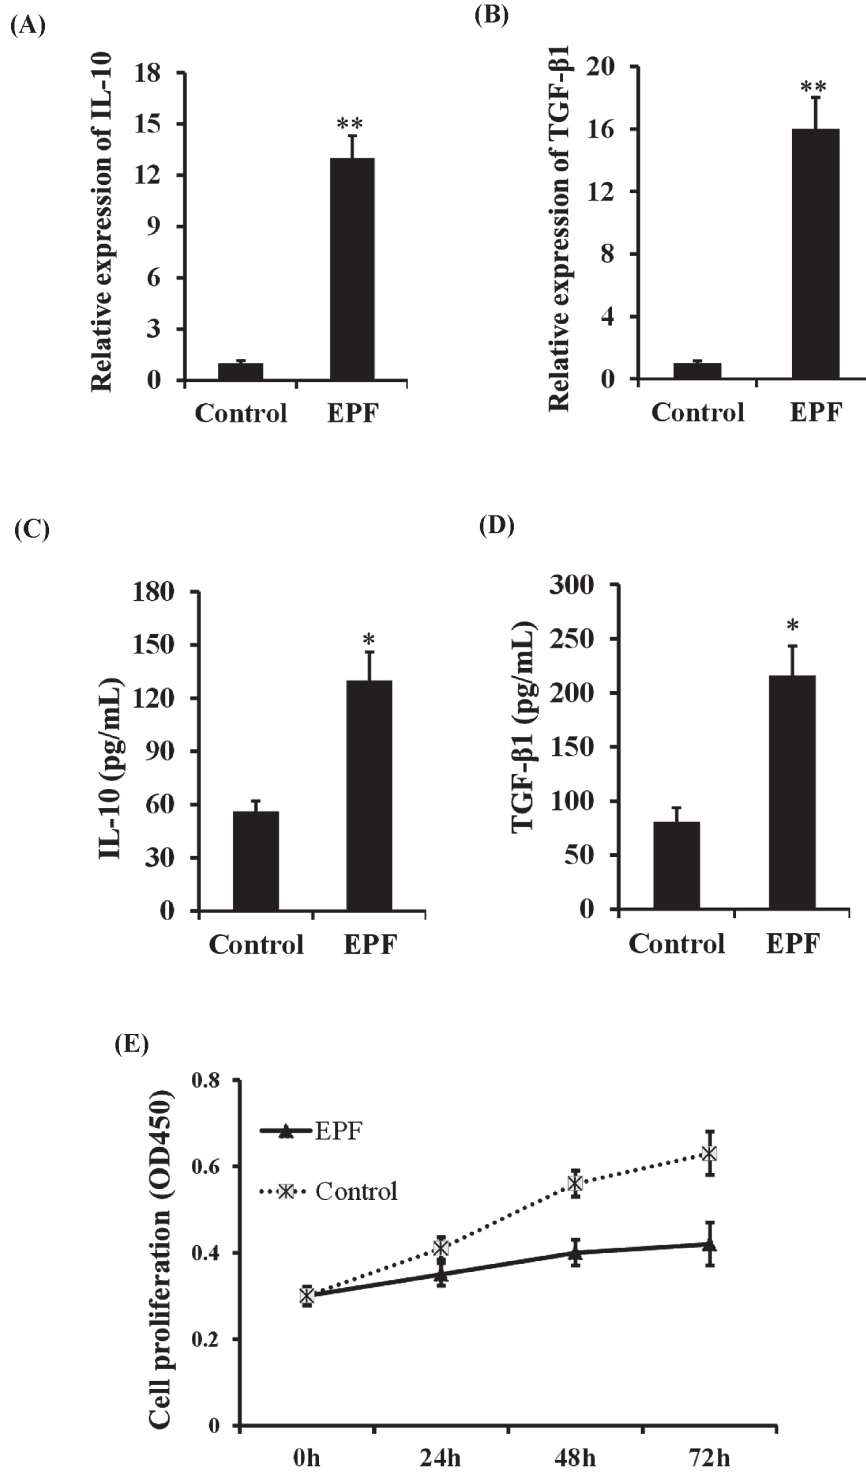 (A)
Relative expression of IL-10
18
15
12
9
6
3
0
**
Control EPF
(B)
Relative expression of TGF-β1
20
16
12
8
4
0
**
Control EPF
(C)
IL-10 (pg/mL)
180
150
120
90
60
30
0
*
Control EPF
(D)
TGF-β1 (pg/mL)
300
250
200
150
100
50
0
*
Control EPF
(E)
Cell proliferation (OD450)
0.8
0.6
0.4
0.2
0
EPF
Control
0h 24h 48h 72h